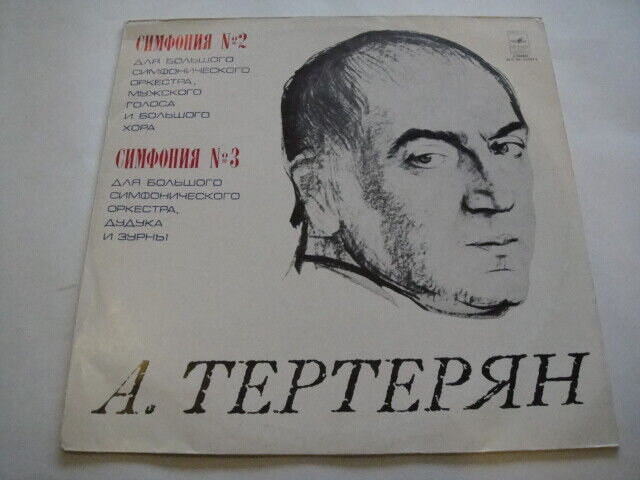 СИМФОНИЯ №2
ДЛЯ БОЛЬШОГО
СИМФОНИЧЕСКОГО
ОРКЕСТРА,
МУЖСКОГО
ГОЛОСА
И БОЛЬШОГО
ХОРА
СИМФОНИЯ №3
ДЛЯ БОЛЬШОГО
СИМФОНИЧЕСКОГО
ОРКЕСТРА,
ДУДУКА
И ЗУРНЫ
А. ТЕРТЕРЯН